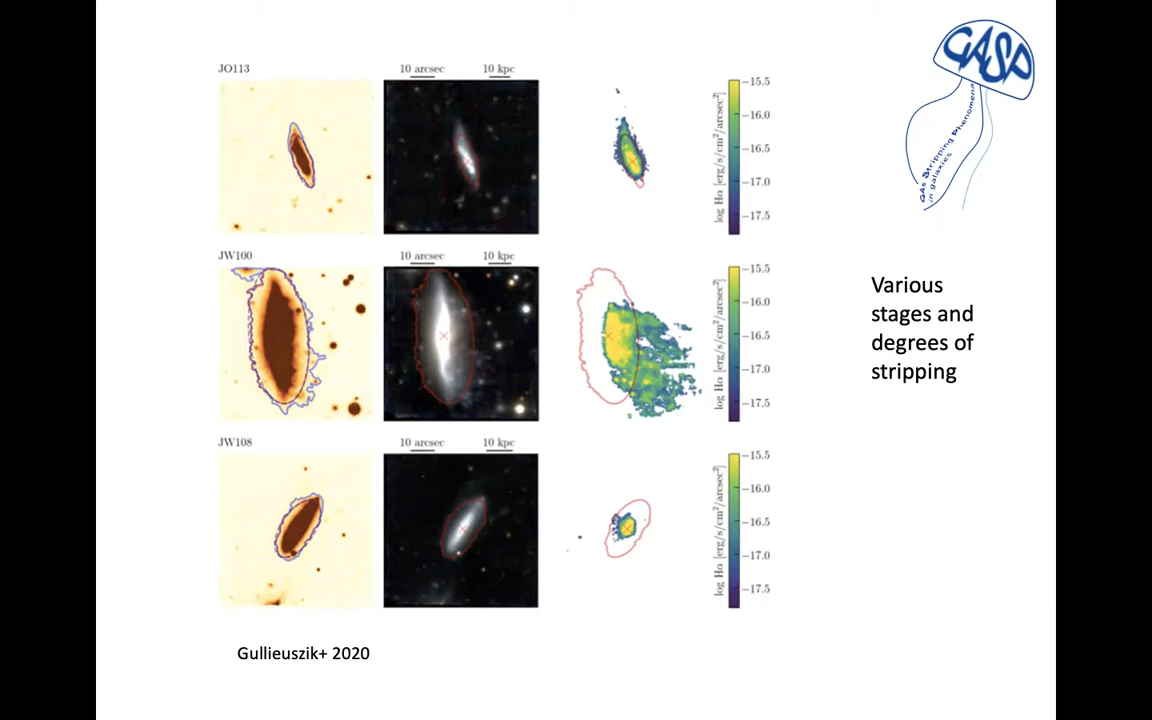 GASP
GAs Stripping Phenomena
in galaxies
JO113
10 arcsec
10 kpc
−15.5
−16.0
−16.5
−17.0
−17.5
log Hα [erg/s/cm²/arcsec²]
JW100
10 arcsec
10 kpc
−15.5
−16.0
−16.5
−17.0
−17.5
log Hα [erg/s/cm²/arcsec²]
Various
stages and
degrees of
stripping
JW108
10 arcsec
10 kpc
−15.5
−16.0
−16.5
−17.0
−17.5
log Hα [erg/s/cm²/arcsec²]
Gullieuszik+ 2020